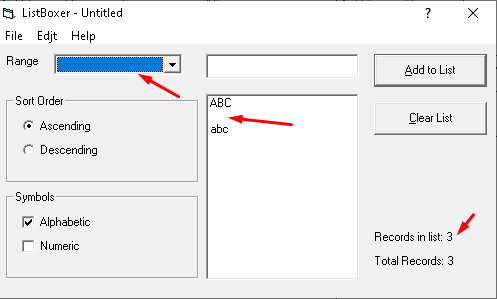 ListBoxer - Untitled
File Edjt Help
Range
Add to List
Sort Order
Ascending
Descending
ABC
abc
Clear List
Symbols
Alphabetic
Numeric
Records in list: 3
Total Records: 3